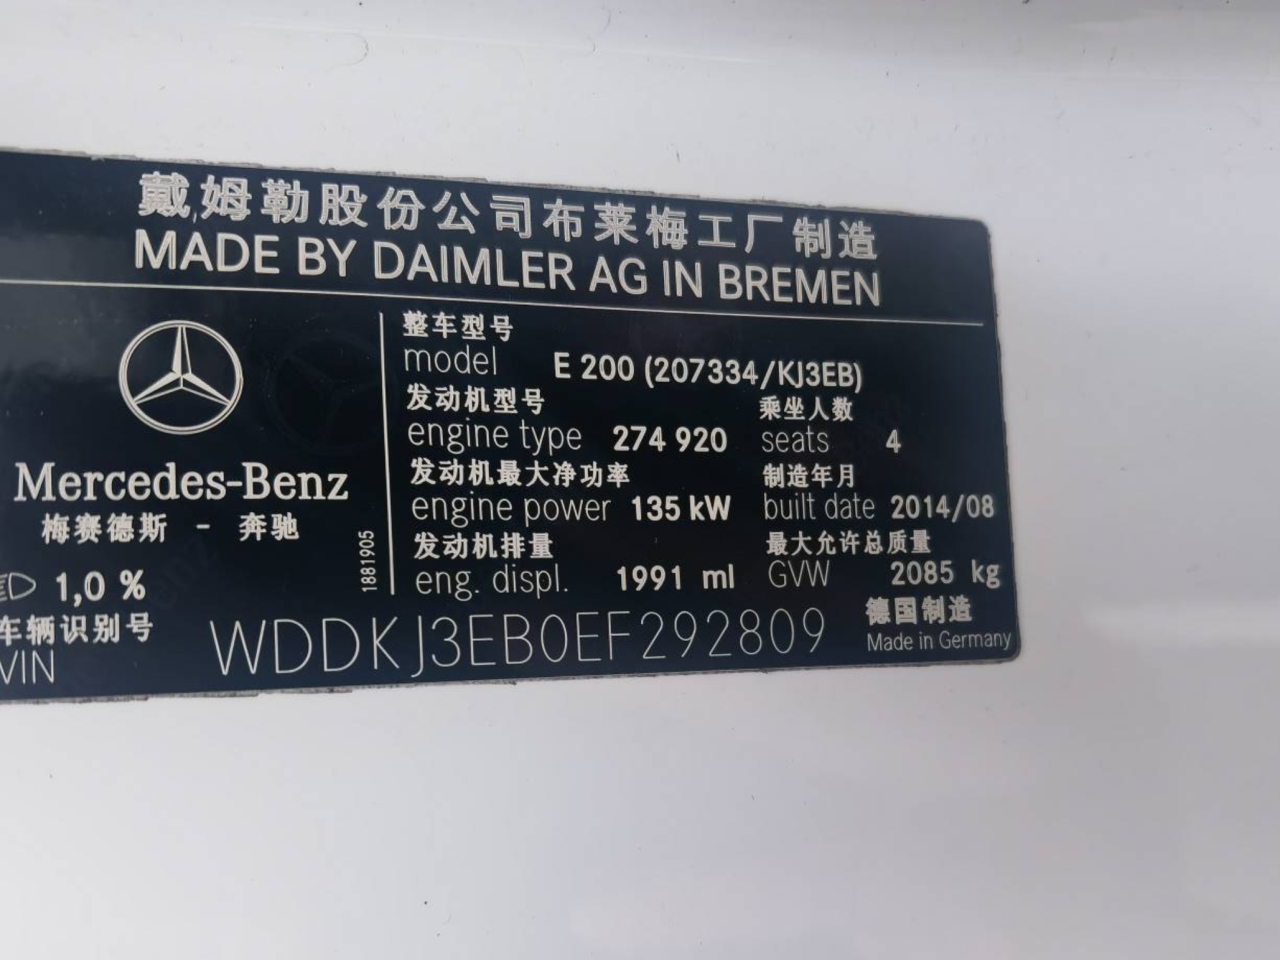 戴姆勒股份公司布莱梅工厂制造
MADE BY DAIMLER AG IN BREMEN
Mercedes-Benz
梅赛德斯 - 奔驰
1,0 %
1881905
整车型号
model E 200 (207334/KJ3EB)
发动机型号 乘坐人数
engine type 274 920 seats 4
发动机最大净功率 制造年月
engine power 135 kW built date 2014/08
发动机排量 最大允许总质量
eng. displ. 1991 ml GVW 2085 kg
车辆识别号 德国制造
VIN WDDKJ3EB0EF292809 Made in Germany